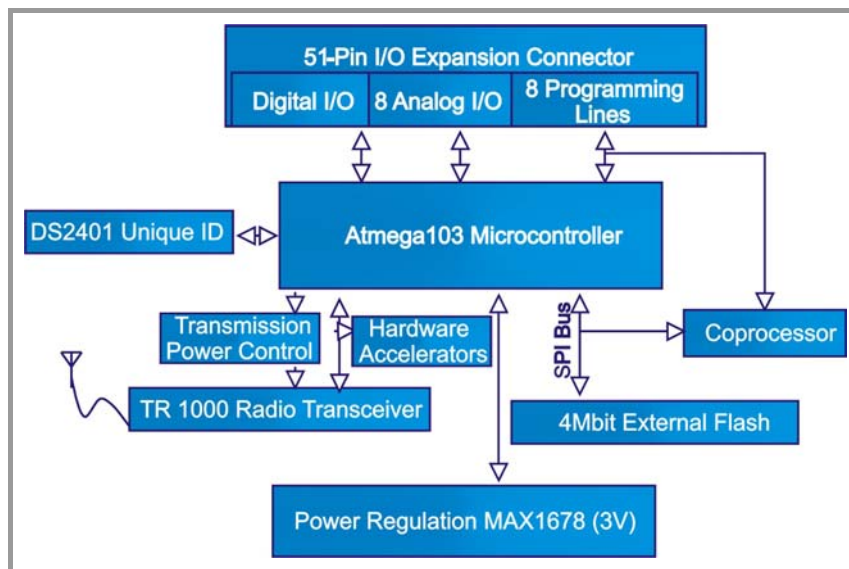 51-Pin I/O Expansion Connector
Digital I/O
8 Analog I/O
8 Programming
Lines
DS2401 Unique ID
Atmega103 Microcontroller
Transmission
Power Control
Hardware
Accelerators
SPI Bus
Coprocessor
TR 1000 Radio Transceiver
4Mbit External Flash
Power Regulation MAX1678 (3V)